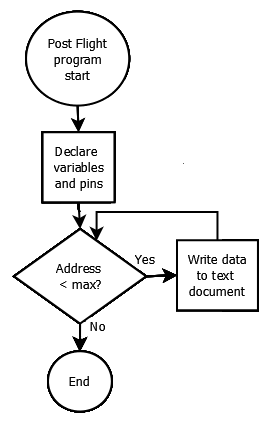 Post Flight
program
start
Declare
variables
and pins
Address
< max?
Yes
Write data
to text
document
No
End